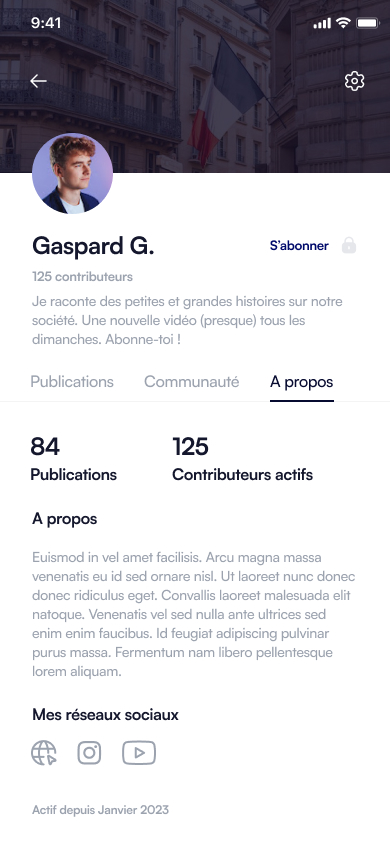 9:41
Gaspard G.
S'abonner
125 contributeurs
Je raconte des petites et grandes histoires sur notre
société. Une nouvelle vidéo (presque) tous les
dimanches. Abonne-toi !
Publications Communauté A propos
84 125
Publications Contributeurs actifs
A propos
Euismod in vel amet facilisis. Arcu magna massa
venenatis eu id sed ornare nisl. Ut laoreet nunc donec
donec ridiculus eget. Convallis laoreet malesuada elit
natoque. Venenatis vel sed nulla ante ultrices sed
enim enim faucibus. Id feugiat adipiscing pulvinar
purus massa. Fermentum nam libero pellentesque
lorem aliquam.
Mes réseaux sociaux
Actif depuis Janvier 2023